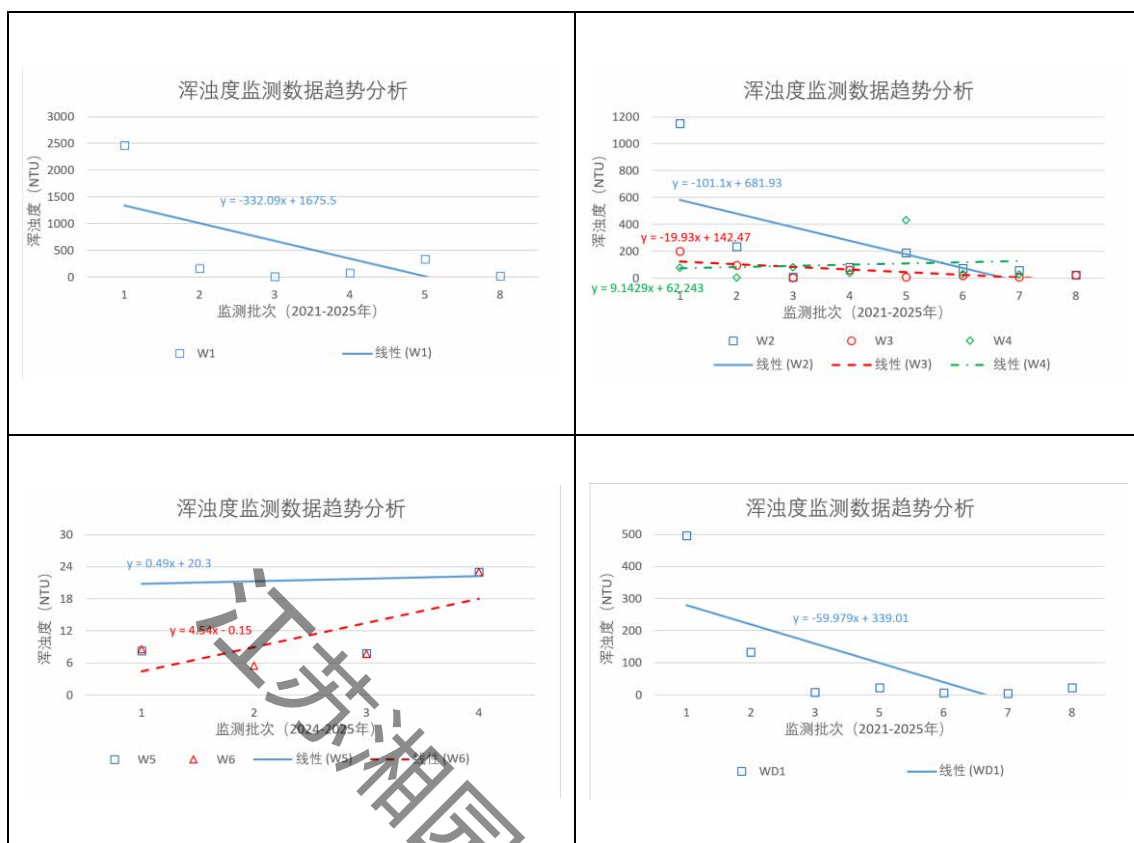 浑浊度监测数据趋势分析
3000
2500
2000
1500
1000
500
0
浑浊度（NTU）
y = -332.09x + 1675.5
1 2 3 4 5 8
监测批次（2021-2025年）
W1 线性 (W1)
浑浊度监测数据趋势分析
1200
1000
800
600
400
200
0
浑浊度（NTU）
y = -101.1x + 681.93
y = -19.93x + 142.47
y = 9.1429x + 62.243
1 2 3 4 5 6 7 8
监测批次（2021-2025年）
W2 W3 W4
线性 (W2) 线性 (W3) 线性 (W4)
浑浊度监测数据趋势分析
30
24
18
12
6
0
浑浊度（NTU）
y = 0.49x + 20.3
y = 4.54x - 0.15
1 2 3 4
监测批次（2024-2025年）
W5 W6 线性 (W5) 线性 (W6)
浑浊度监测数据趋势分析
500
400
300
200
100
0
浑浊度（NTU）
y = -59.979x + 339.01
1 2 3 5 6 7 8
监测批次（2021-2025年）
WD1 线性 (WD1)
江苏湘园